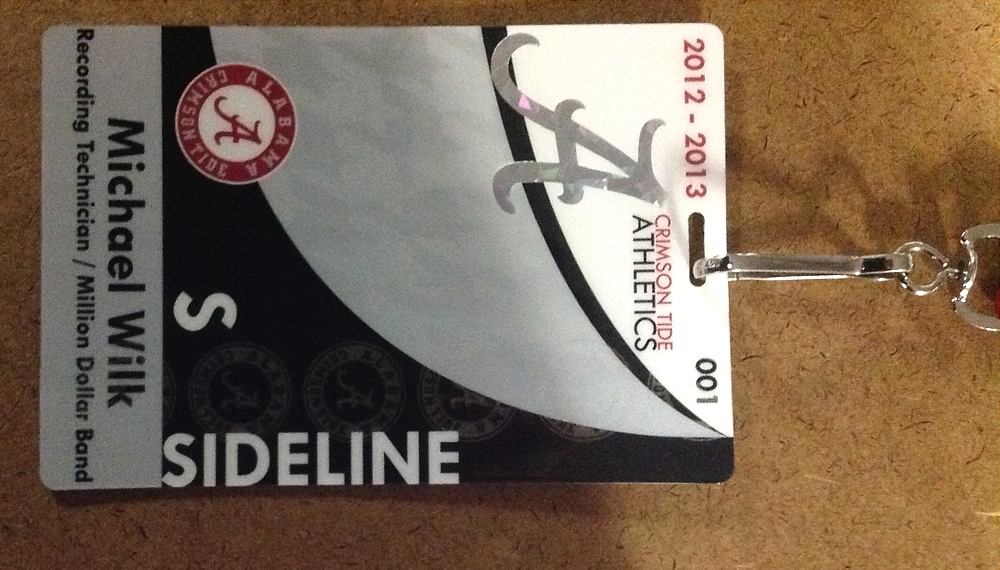 2012 - 2013
001
CRIMSON TIDE
ATHLETICS
A
ALABAMA
CRIMSON TIDE
A
S
SIDELINE
Michael Wilk
Recording Technician / Million Dollar Band